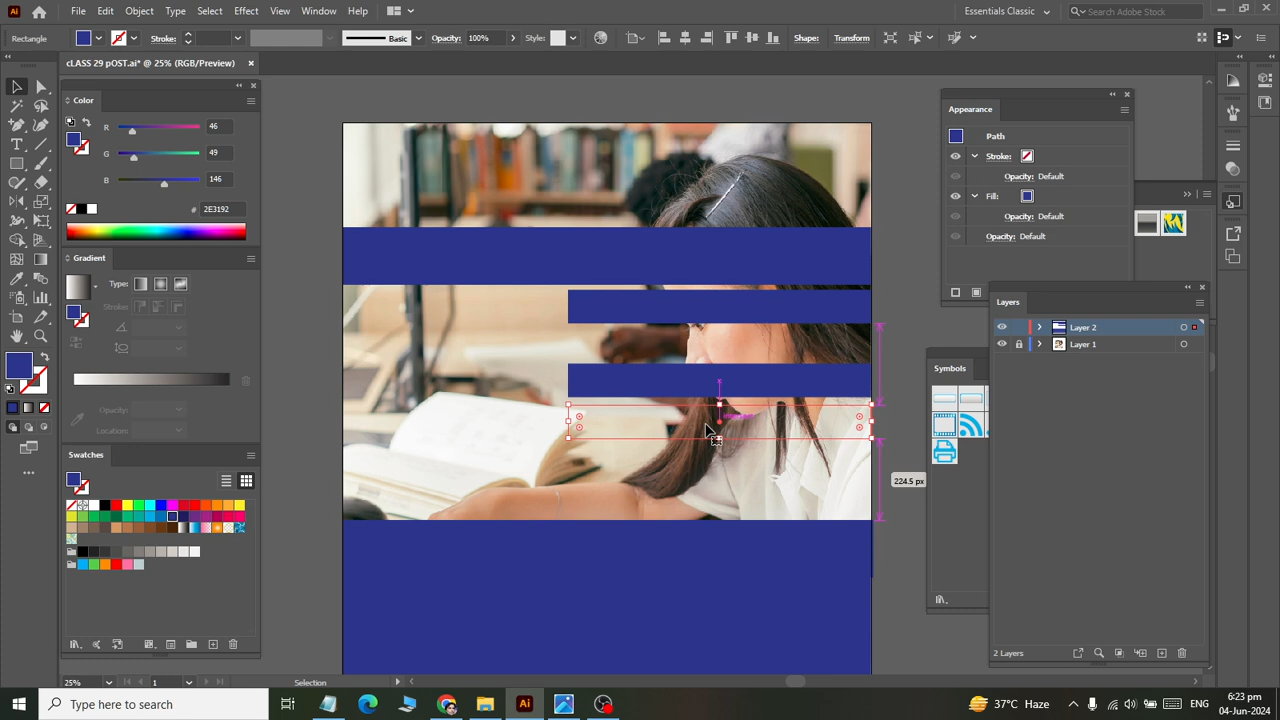 Ai File Edit Object Type Select Effect View Window Help Essentials Classic Search Adobe Stock
Rectangle Stroke: Basic Opacity: 100% Style: Shape: Transform
cLASS 29 pOST.ai* @ 25% (RGB/Preview)
Color
R 46
G 49
B 146
# 2E3192
Gradient
Type:
Stroke:
Opacity:
Location:
Swatches
Appearance
Path
Stroke:
Opacity: Default
Fill:
Opacity: Default
Opacity: Default
Layers
Layer 2
Layer 1
Symbols
224.5 p
2 Layers
25% 1 Selection
Type here to search Ai 37°C Haze 6:23 pm
04-Jun-2024